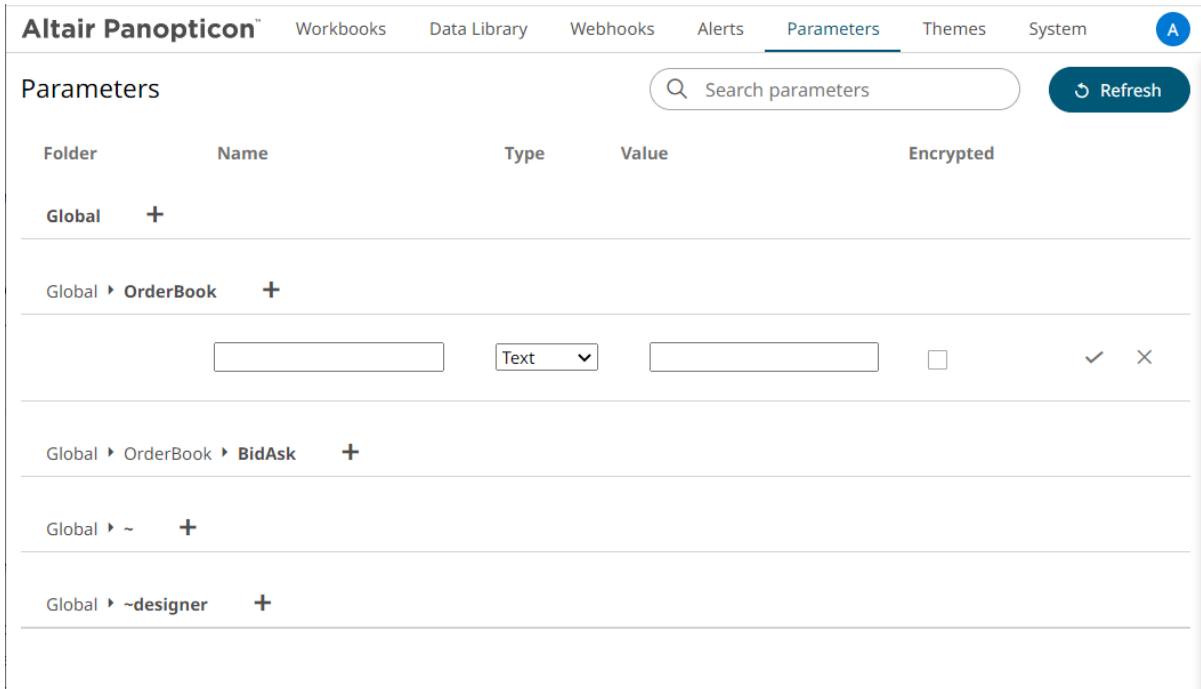 Altair Panopticon™ Workbooks Data Library Webhooks Alerts Parameters Themes System A
Parameters Search parameters Refresh
Folder Name Type Value Encrypted
Global +
Global ▸ OrderBook +
Text
Global ▸ OrderBook ▸ BidAsk +
Global ▸ ~ +
Global ▸ ~designer +